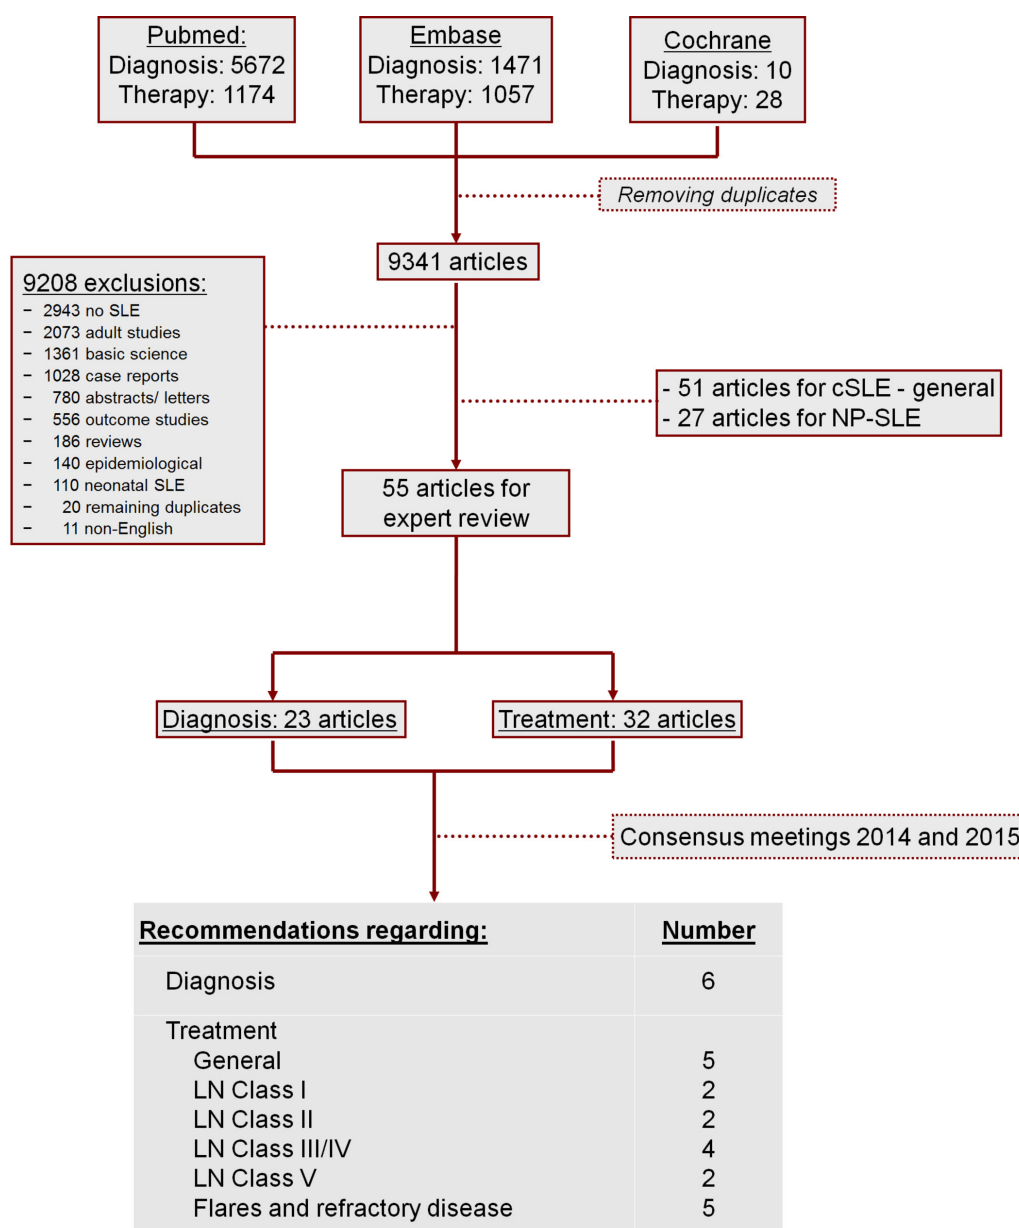 Pubmed:
Diagnosis: 5672
Therapy: 1174
Embase
Diagnosis: 1471
Therapy: 1057
Cochrane
Diagnosis: 10
Therapy: 28
Removing duplicates
9341 articles
9208 exclusions:
− 2943 no SLE
− 2073 adult studies
− 1361 basic science
− 1028 case reports
− 780 abstracts/ letters
− 556 outcome studies
− 186 reviews
− 140 epidemiological
− 110 neonatal SLE
− 20 remaining duplicates
− 11 non-English
- 51 articles for cSLE - general
- 27 articles for NP-SLE
55 articles for
expert review
Diagnosis: 23 articles
Treatment: 32 articles
Consensus meetings 2014 and 2015
Recommendations regarding: Number
Diagnosis 6
Treatment
General 5
LN Class I 2
LN Class II 2
LN Class III/IV 4
LN Class V 2
Flares and refractory disease 5